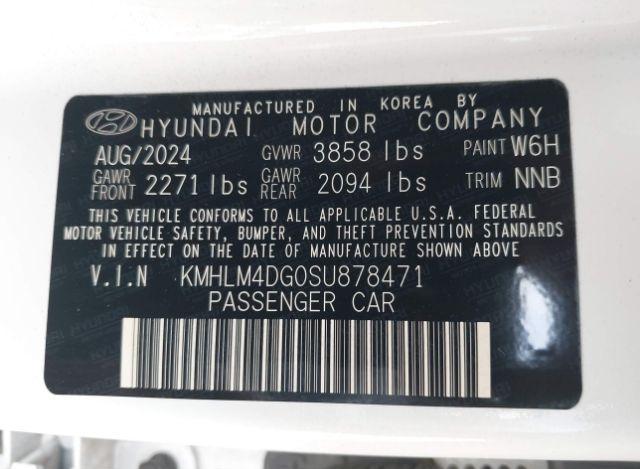 MANUFACTURED IN KOREA BY
HYUNDAI MOTOR COMPANY
AUG/2024 GVWR 3858 lbs PAINT W6H
GAWR FRONT 2271 lbs GAWR REAR 2094 lbs TRIM NNB
THIS VEHICLE CONFORMS TO ALL APPLICABLE U.S.A. FEDERAL
MOTOR VEHICLE SAFETY, BUMPER, AND THEFT PREVENTION STANDARDS
IN EFFECT ON THE DATE OF MANUFACTURE SHOWN ABOVE
V.I.N KMHLM4DG0SU878471
PASSENGER CAR